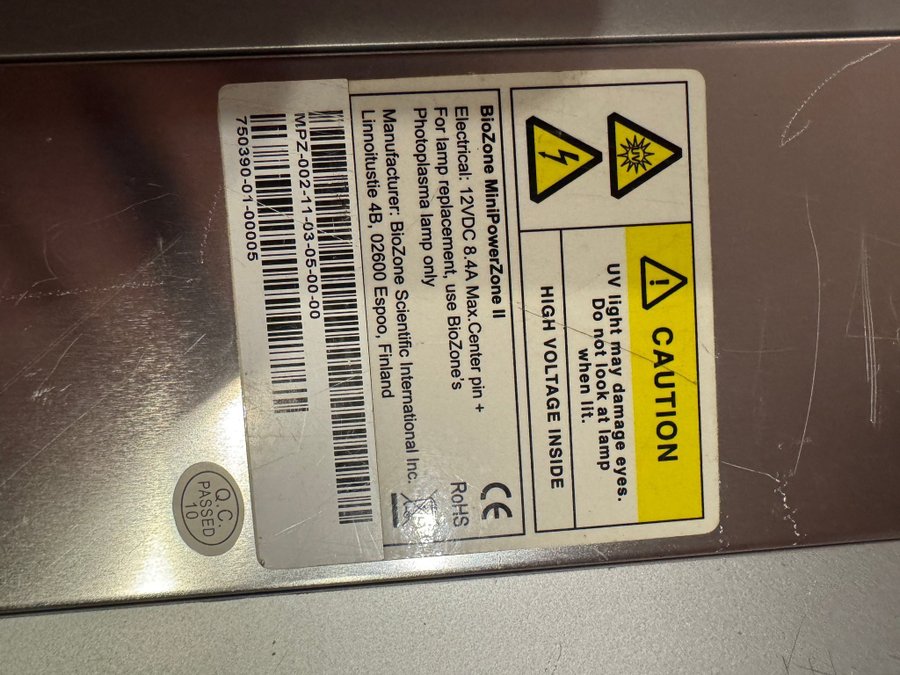 UV
CAUTION
UV light may damage eyes.
Do not look at lamp
when lit.
HIGH VOLTAGE INSIDE
BioZone MiniPowerZone II
Electrical: 12VDC 8.4A Max.Center pin +
For lamp replacement, use BioZone's
Photoplasma lamp only
CE
RoHS
Manufacturer: BioZone Scientific International Inc.
Linnoitustie 4B, 02600 Espoo, Finland
MPZ-002-11-03-05-00-00
750390-01-00005
Q.C.
PASSED
10